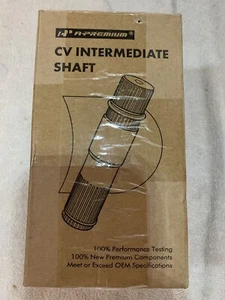 A-PREMIUM®
CV INTERMEDIATE
SHAFT
100% Performance Testing
100% New Premium Components
Meet or Exceed OEM Specifications